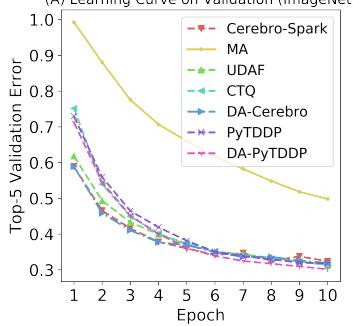 (A) Learning Curve on Validation (ImageNet
Top-5 Validation Error
1.0
0.9
0.8
0.7
0.6
0.5
0.4
0.3
Cerebro-Spark
MA
UDAF
CTQ
DA-Cerebro
PyTDDP
DA-PyTDDP
1 2 3 4 5 6 7 8 9 10
Epoch